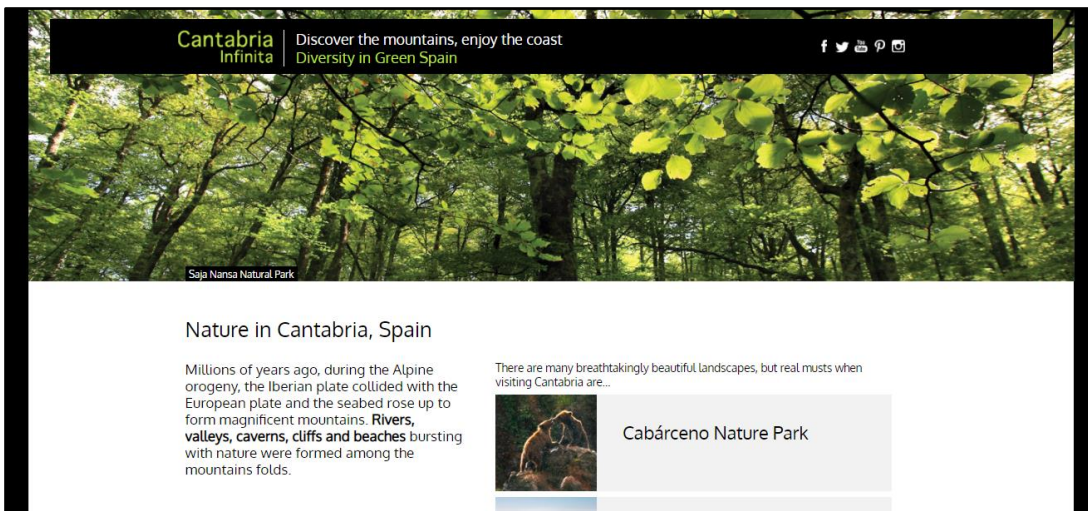 Cantabria
Infinita
Discover the mountains, enjoy the coast
Diversity in Green Spain
Saja Nansa Natural Park
Nature in Cantabria, Spain
Millions of years ago, during the Alpine
orogeny, the Iberian plate collided with the
European plate and the seabed rose up to
form magnificent mountains. Rivers,
valleys, caverns, cliffs and beaches bursting
with nature were formed among the
mountains folds.
There are many breathtakingly beautiful landscapes, but real musts when
visiting Cantabria are...
Cabárceno Nature Park